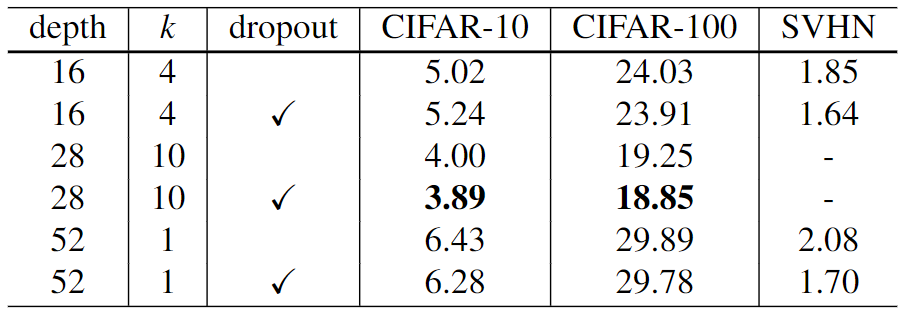 depth k dropout CIFAR-10 CIFAR-100 SVHN
16 4 5.02 24.03 1.85
16 4 ✓ 5.24 23.91 1.64
28 10 4.00 19.25 -
28 10 ✓ 3.89 18.85 -
52 1 6.43 29.89 2.08
52 1 ✓ 6.28 29.78 1.70